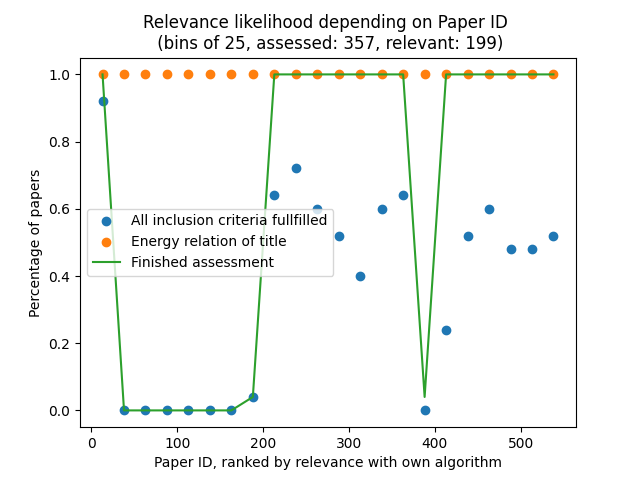 Relevance likelihood depending on Paper ID
(bins of 25, assessed: 357, relevant: 199)
Percentage of papers
1.0
0.8
0.6
0.4
0.2
0.0
All inclusion criteria fullfilled
Energy relation of title
Finished assessment
0
100
200
300
400
500
Paper ID, ranked by relevance with own algorithm